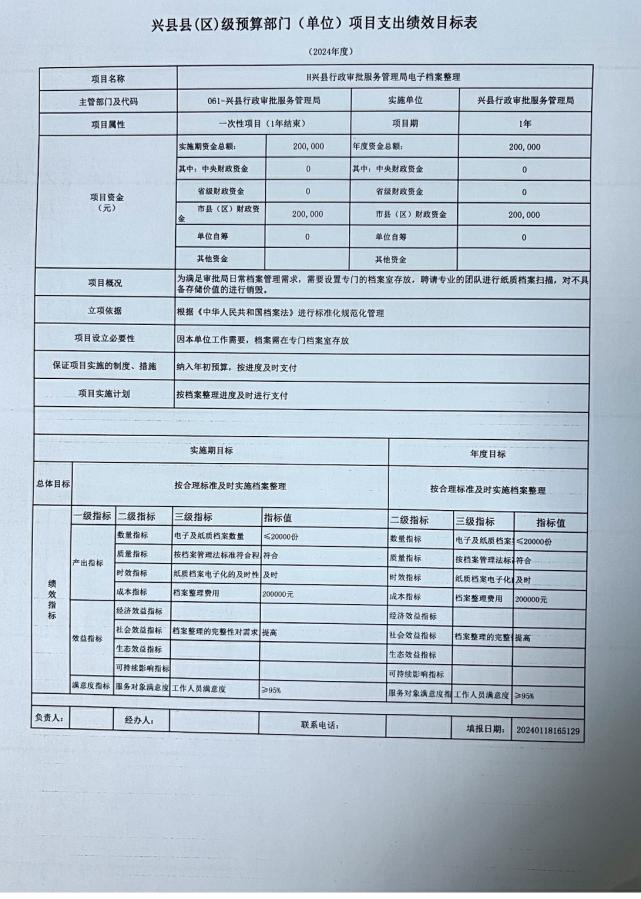 兴县县(区)级预算部门（单位）项目支出绩效目标表
（2024年度）
项目名称 H兴县行政审批服务管理局电子档案整理
主管部门及代码 061-兴县行政审批服务管理局 实施单位 兴县行政审批服务管理局
项目属性 一次性项目（1年结束） 项目期 1年
项目资金（元） 实施期资金总额： 200,000 年度资金总额： 200,000
其中：中央财政资金 0 其中：中央财政资金 0
省级财政资金 0 省级财政资金 0
市县（区）财政资金 200,000 市县（区）财政资金 200,000
单位自筹 0 单位自筹 0
其他资金 其他资金
项目概况 为满足审批局日常档案管理需求，需要设置专门的档案室存放，聘请专业的团队进行纸质档案扫描，对不具
备存储价值的进行销毁。
立项依据 根据《中华人民共和国档案法》进行标准化规范化管理
项目设立必要性 因本单位工作需要，档案需在专门档案室存放
保证项目实施的制度、措施 纳入年初预算，按进度及时支付
项目实施计划 按档案整理进度及时进行支付
实施期目标 年度目标
总体目标 按合理标准及时实施档案整理 按合理标准及时实施档案整理
绩效指标 一级指标 二级指标 三级指标 指标值 二级指标 三级指标 指标值
产出指标 数量指标 电子及纸质档案数量 ≤20000份 数量指标 电子及纸质档案 ≤20000份
质量指标 按档案管理法标准符合程 符合 质量指标 按档案管理法标 符合
时效指标 纸质档案电子化的及时性 及时 时效指标 纸质档案电子化 及时
成本指标 档案整理费用 200000元 成本指标 档案整理费用 200000元
效益指标 经济效益指标 经济效益指标
社会效益指标 档案整理的完整性对需求 提高 社会效益指标 档案整理的完整 提高
生态效益指标 生态效益指标
可持续影响指标 可持续影响指标
满意度指标 服务对象满意度 工作人员满意度 ≥95% 服务对象满意度指 工作人员满意度 ≥95%
负责人： 经办人： 联系电话： 填报日期： 20240118165129